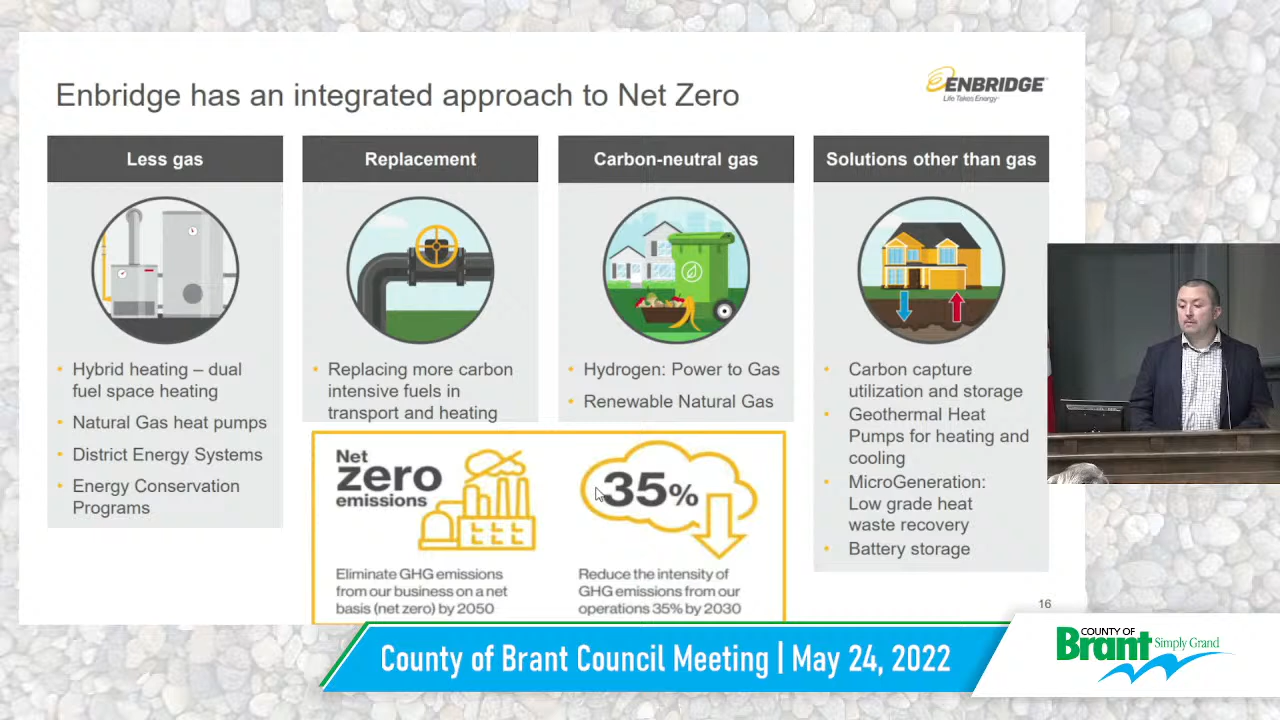 Enbridge has an integrated approach to Net Zero
ENBRIDGE
Life Takes Energy
Less gas
Hybrid heating – dual
fuel space heating
Natural Gas heat pumps
District Energy Systems
Energy Conservation
Programs
Replacement
Replacing more carbon
intensive fuels in
transport and heating
Carbon-neutral gas
Hydrogen: Power to Gas
Renewable Natural Gas
Solutions other than gas
Carbon capture
utilization and storage
Geothermal Heat
Pumps for heating and
cooling
MicroGeneration:
Low grade heat
waste recovery
Battery storage
Net
zero
emissions
Eliminate GHG emissions
from our business on a net
basis (net zero) by 2050
35%
Reduce the intensity of
GHG emissions from our
operations 35% by 2030
16
County of Brant Council Meeting | May 24, 2022
COUNTY OF
Brant Simply Grand